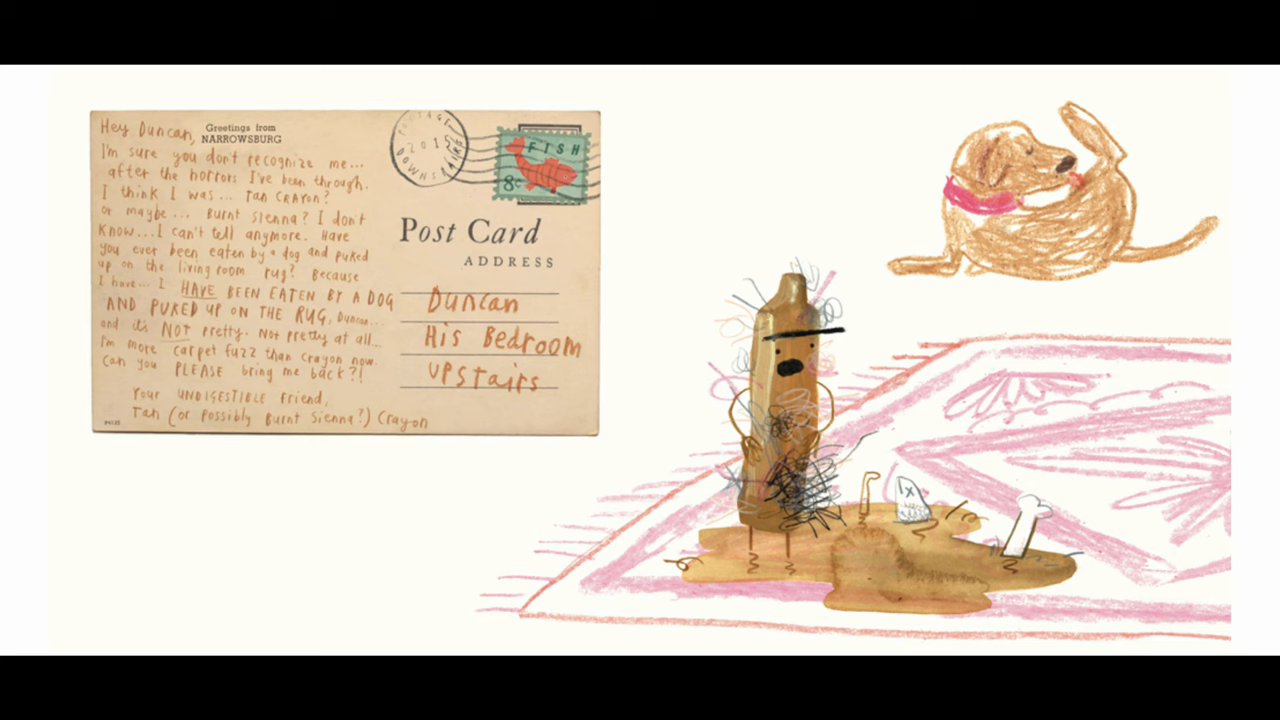 Hey Duncan,
Greetings from
NARROWSBURG
I'm sure you don't recognize me...
after the horrors I've been through.
I think I was... Tan CRAYON?
or maybe... Burnt Sienna? I don't
know...I can't tell anymore. Have
you ever been eaten by a dog and puked
up on the living room rug? Because
I have... I HAVE BEEN EATEN BY A DOG
AND PUKED UP ON THE RUG, Duncan...
and it's NOT pretty. Not pretty at all...
I'm more carpet fuzz than crayon now.
Can you PLEASE bring me back?!
Your UNDIGESTIBLE Friend,
Tan (or possibly Burnt Sienna?) Crayon
2015
FISH
8c
Post Card
ADDRESS
Duncan
His Bedroom
Upstairs